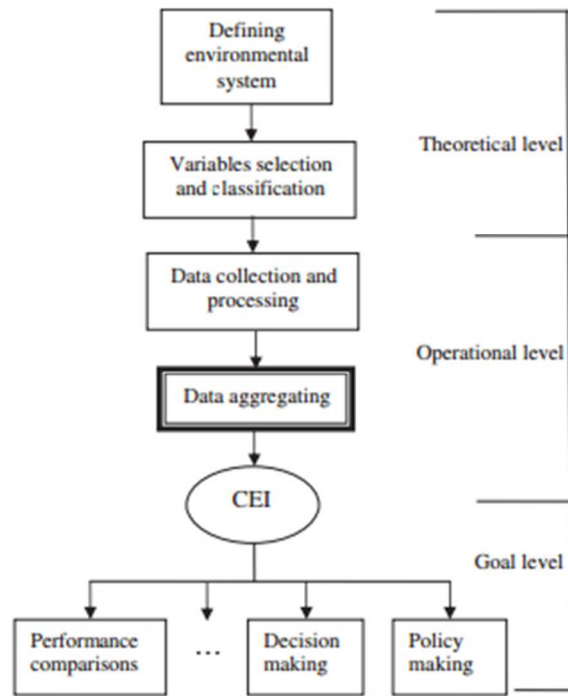 Defining
environmental
system
Theoretical level
Variables selection
and classification
Data collection and
processing
Operational level
Data aggregating
CEI
Goal level
Performance
comparisons
...
Decision
making
Policy
making